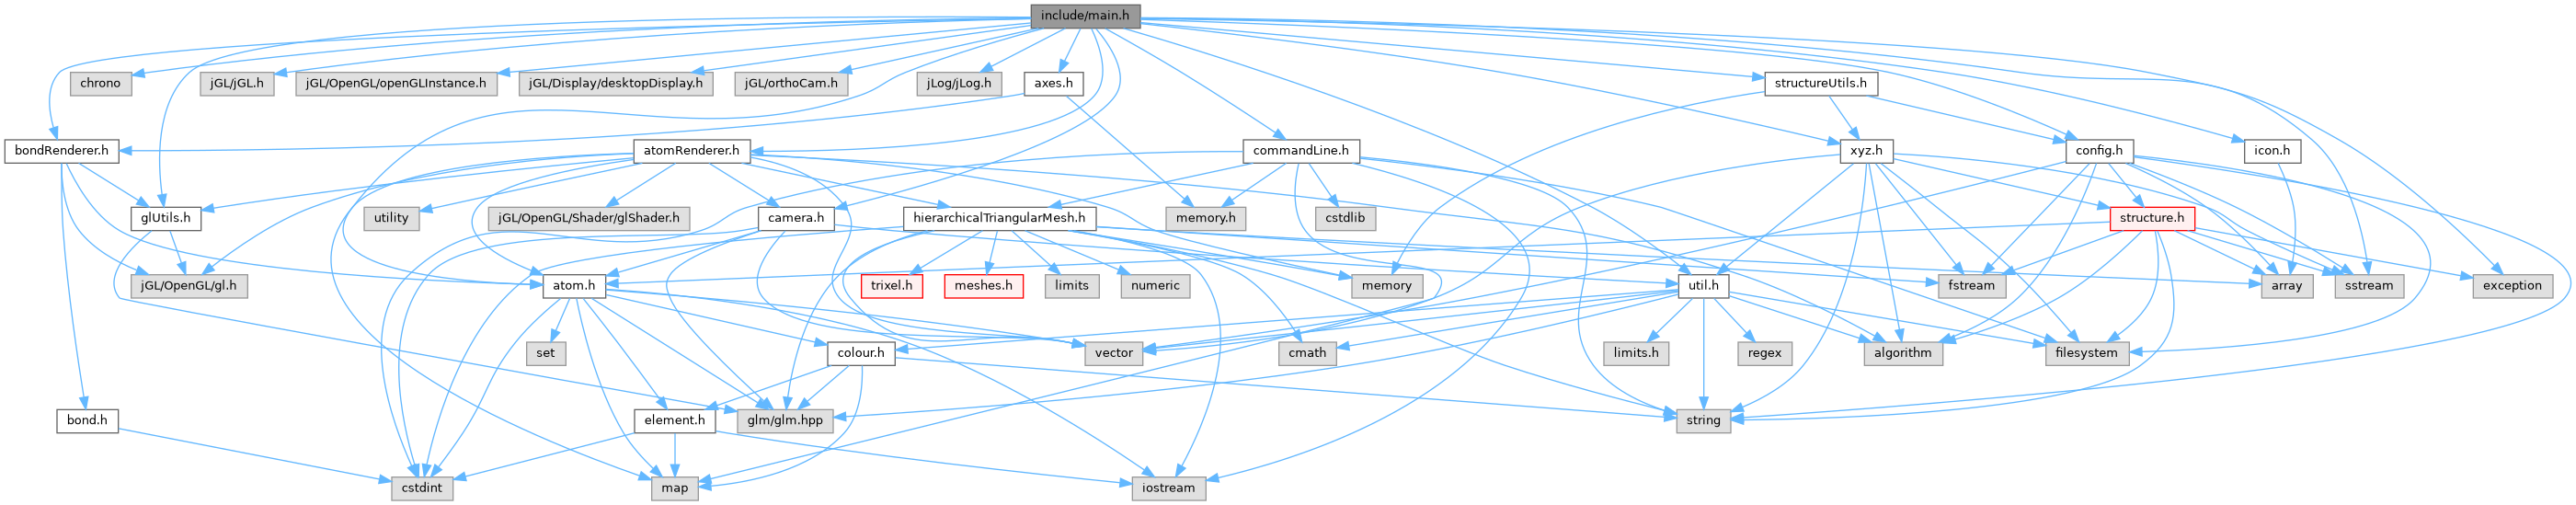 include/main.h
chrono
jGL/jGL.h
jGL/OpenGL/openGLInstance.h
jGL/Display/desktopDisplay.h
jGL/orthoCam.h
jLog/jLog.h
axes.h
structureUtils.h
bondRenderer.h
atomRenderer.h
commandLine.h
xyz.h
config.h
icon.h
glUtils.h
utility
jGL/OpenGL/Shader/glShader.h
camera.h
hierarchicalTriangularMesh.h
memory.h
cstdlib
structure.h
jGL/OpenGL/gl.h
atom.h
trixel.h
meshes.h
limits
numeric
memory
util.h
fstream
array
sstream
exception
set
colour.h
vector
cmath
limits.h
regex
algorithm
filesystem
bond.h
element.h
glm/glm.hpp
string
cstdint
map
iostream